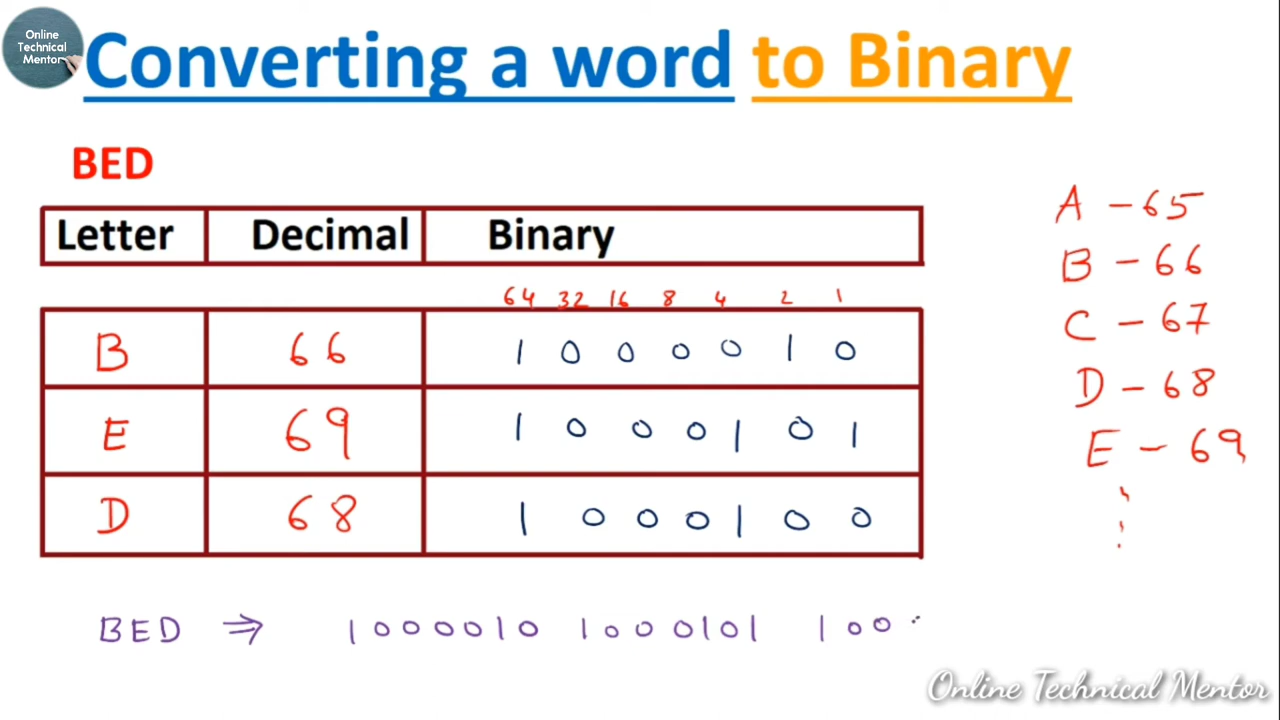 Online
Technical
Mentor
Converting a word to Binary
BED
Letter Decimal Binary
64 32 16 8 4 2 1
B 66 1 0 0 0 0 1 0
E 69 1 0 0 0 1 0 1
D 68 1 0 0 0 1 0 0
A - 65
B - 66
C - 67
D - 68
E - 69
BED ⇒ 1000010 1000101 100
Online Technical Mentor